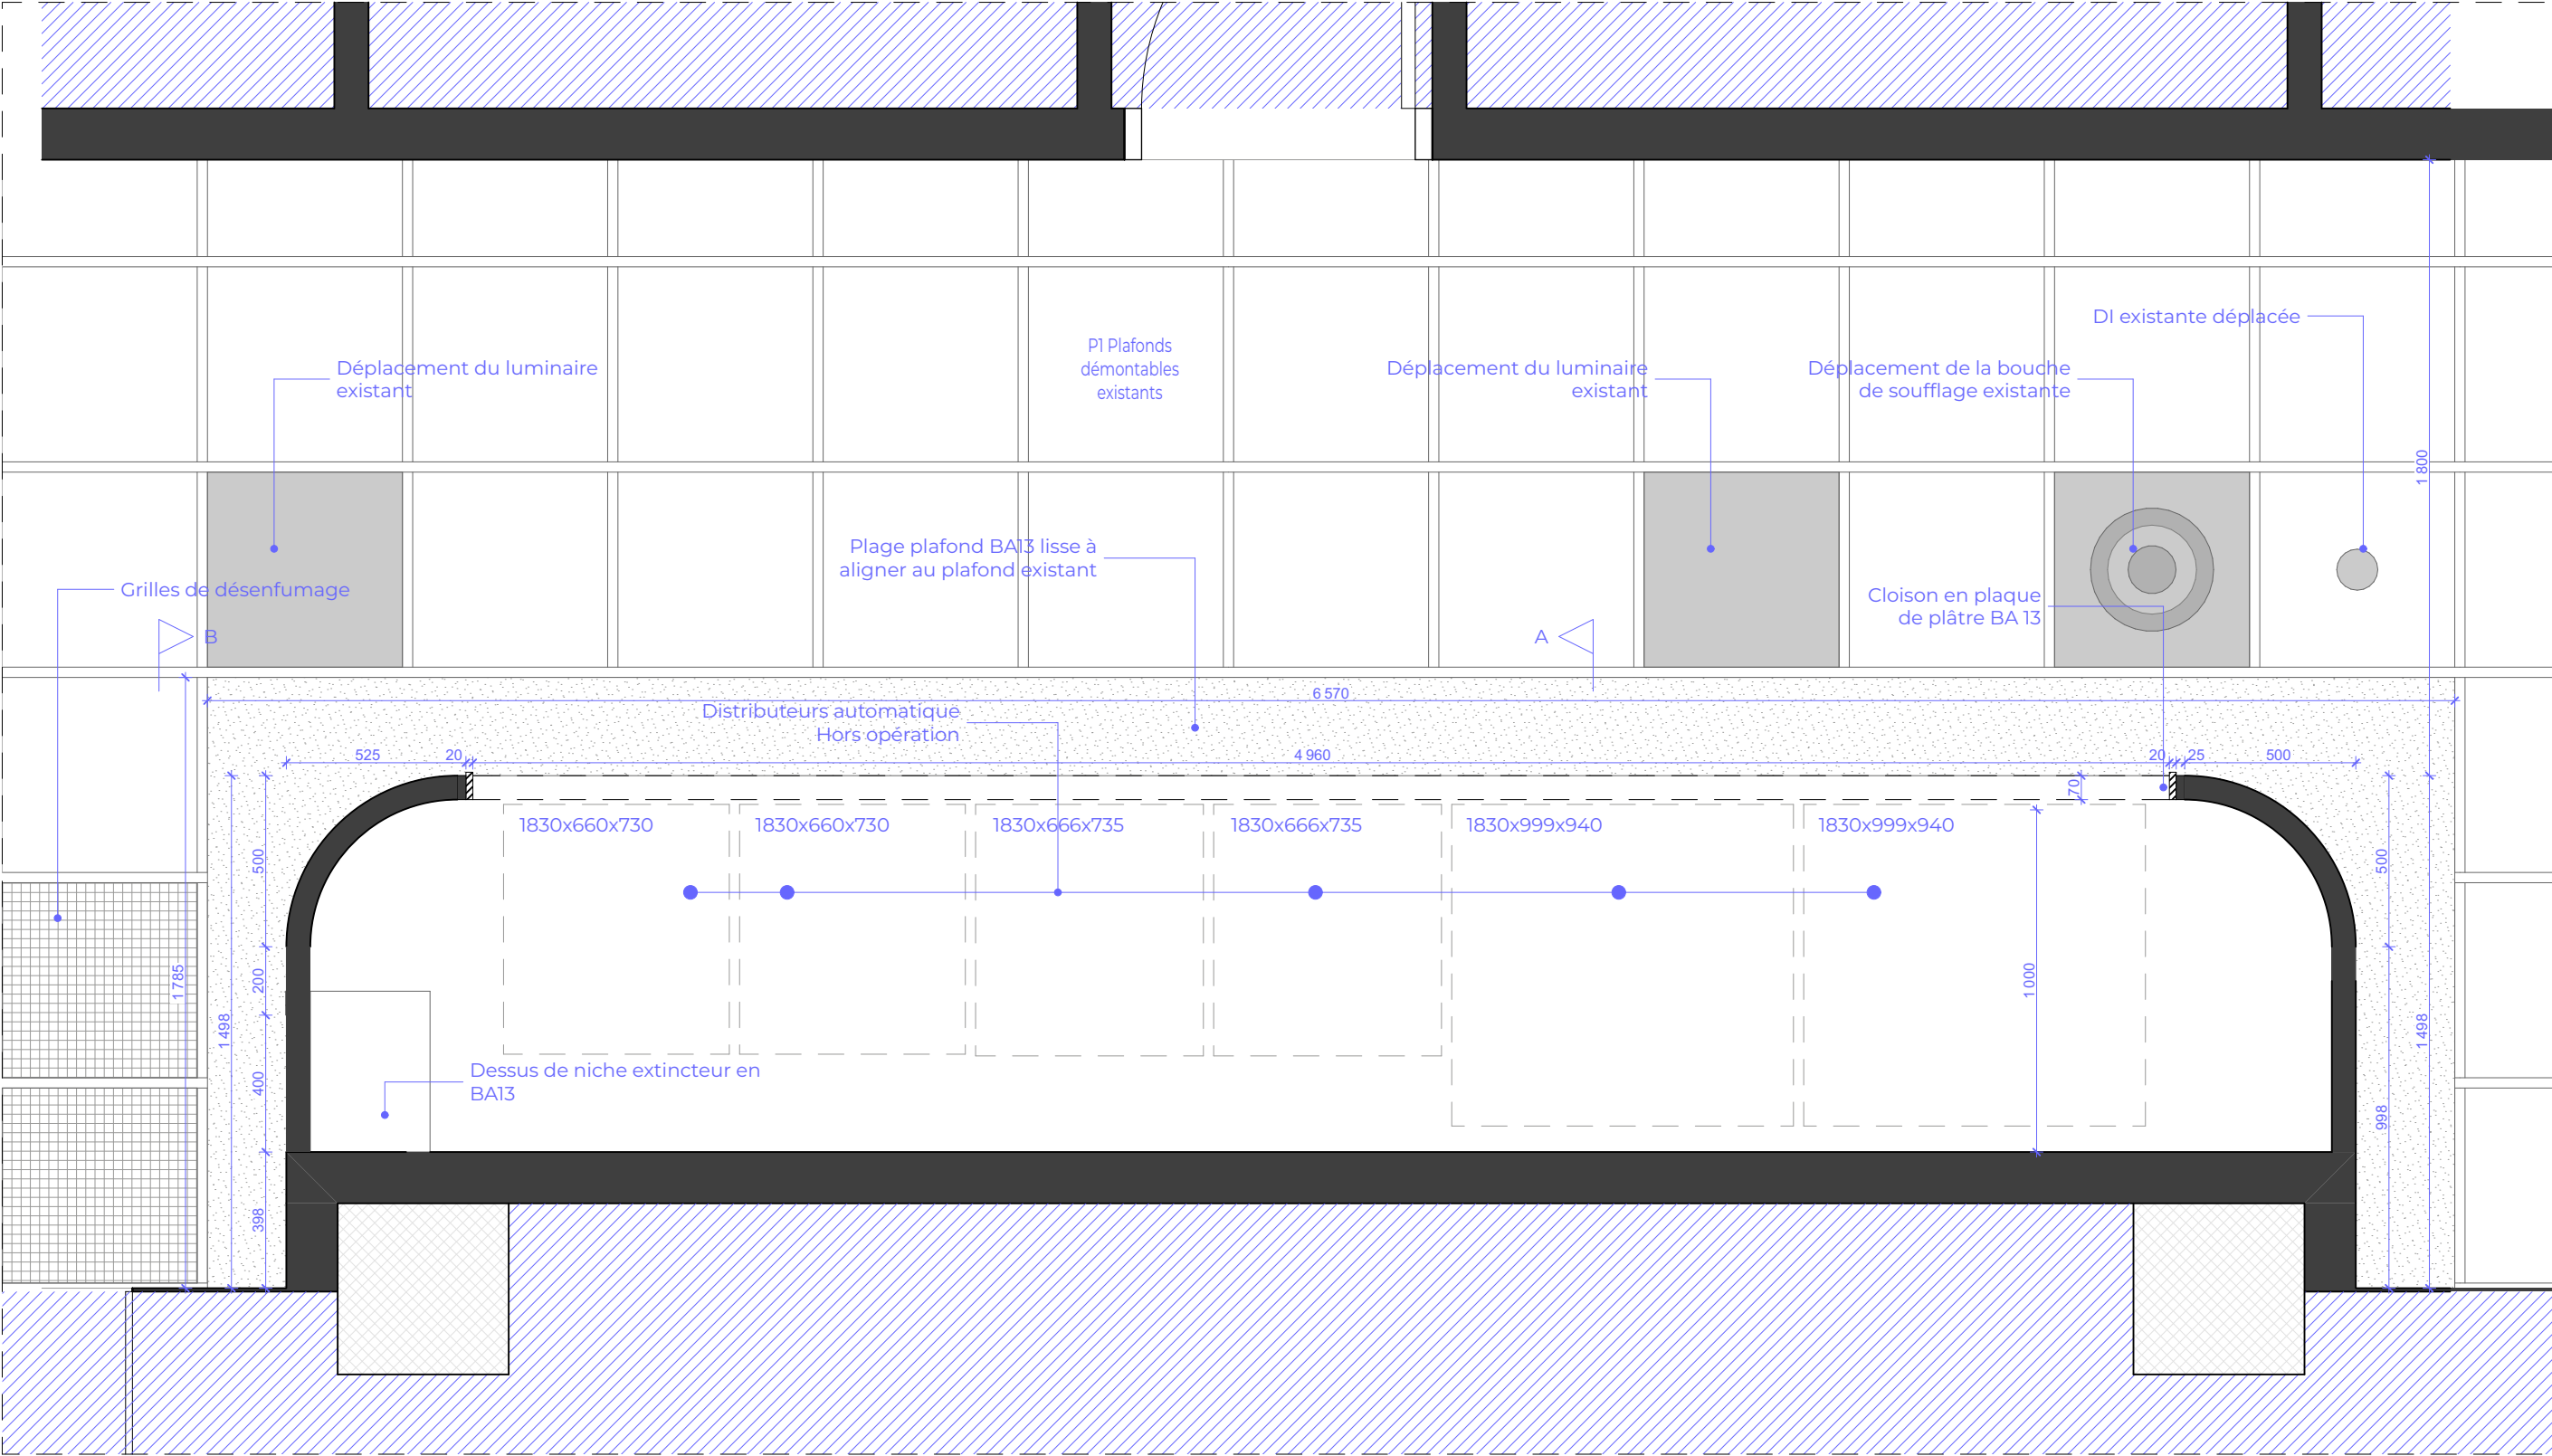 DI existante déplacée
P1 Plafonds
démontables
existants
Déplacement du luminaire
existant
Déplacement du luminaire
existant
Déplacement de la bouche
de soufflage existante
1 800
Plage plafond BA13 lisse à
aligner au plafond existant
Grilles de désenfumage
Cloison en plaque
de plâtre BA 13
B
A
6 570
Distributeurs automatique
Hors opération
525
20
4 960
20
25
500
70
1830x660x730
1830x660x730
1830x666x735
1830x666x735
1830x999x940
1830x999x940
500
500
200
1 785
1 000
1 498
1 498
400
998
Dessus de niche extincteur en
BA13
398